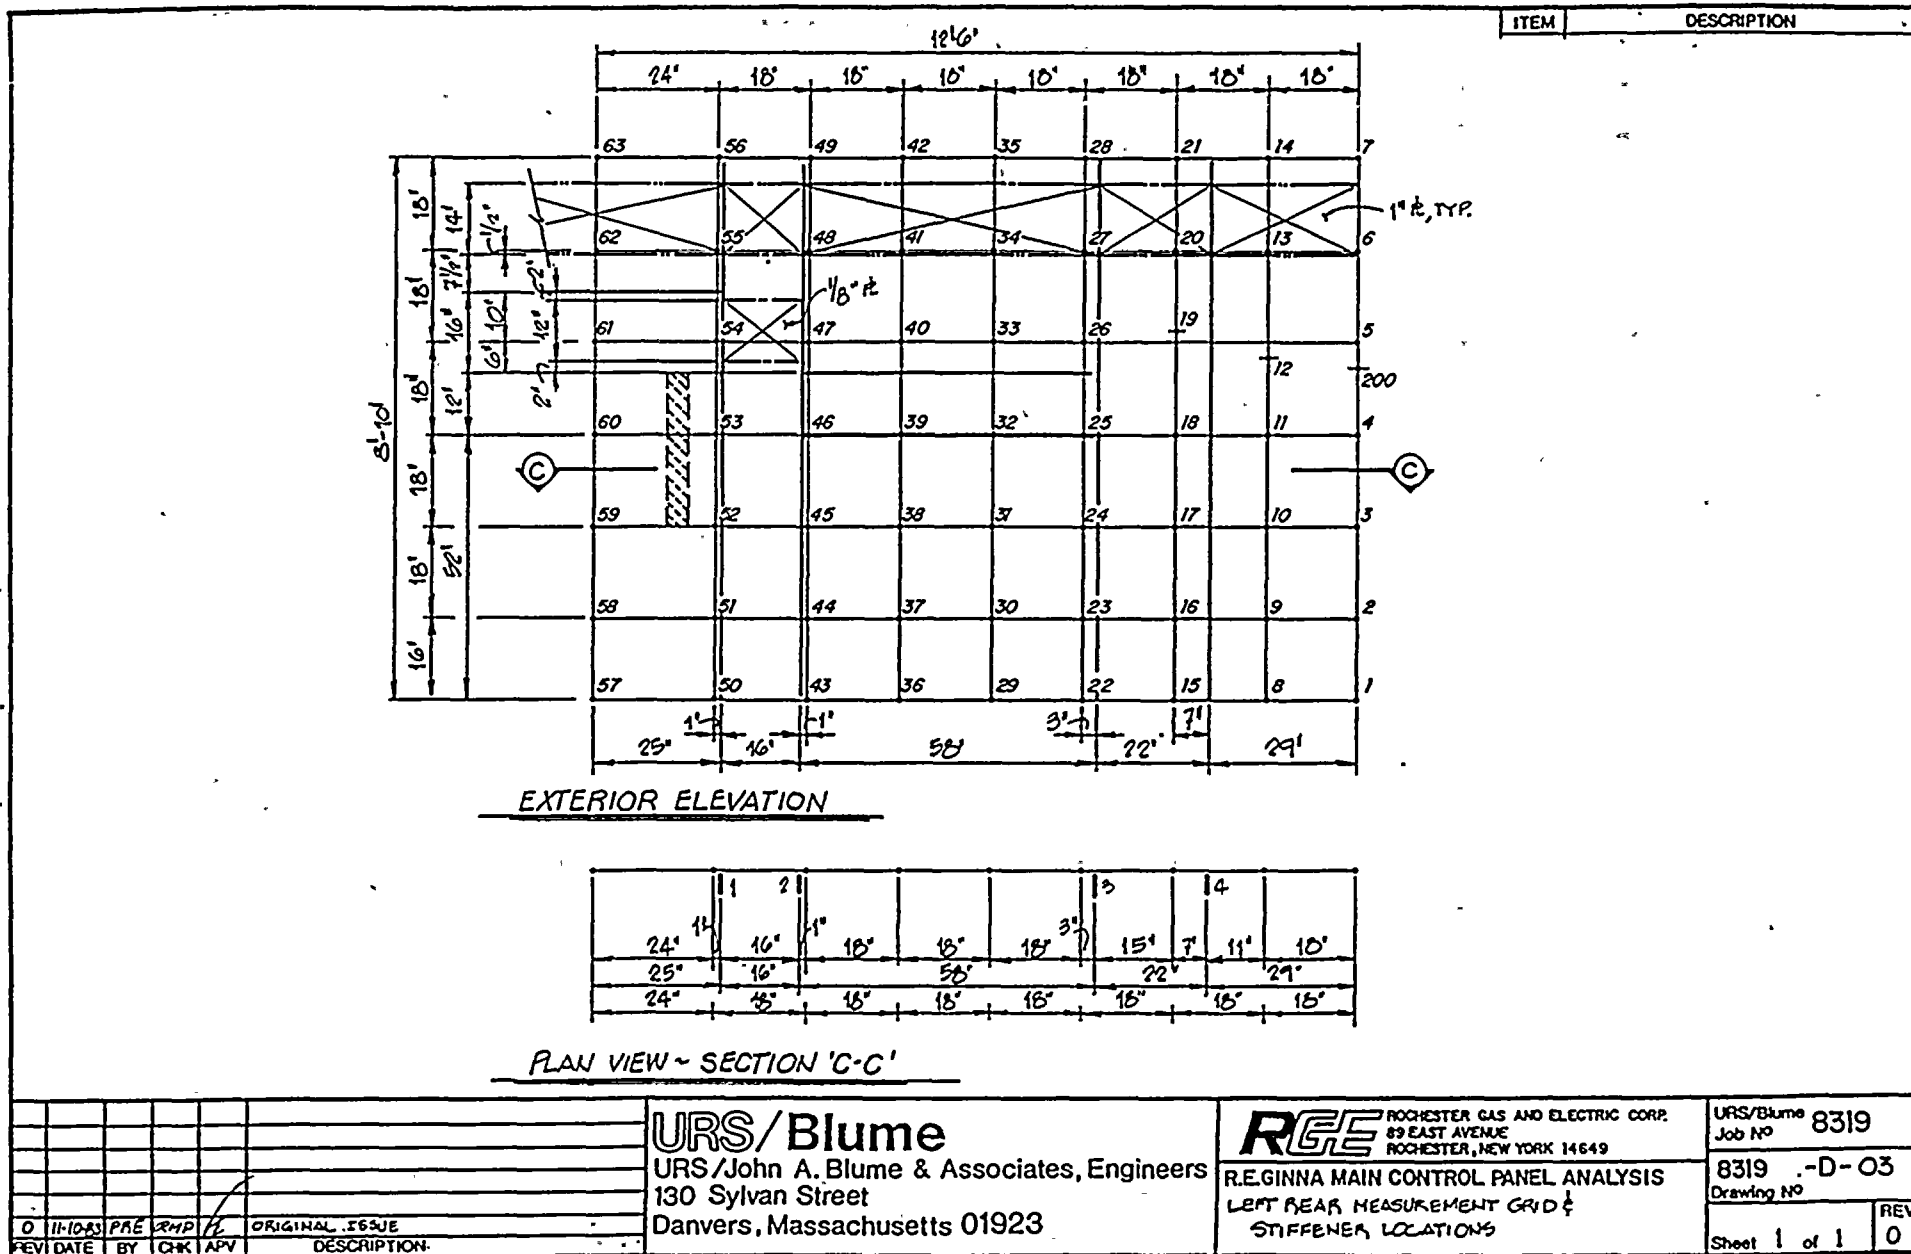 ITEM DESCRIPTION
12'6"
24" 18" 18" 18" 18" 18" 18" 18"
63 56 49 42 35 28 21 14 7
1" PL, TYP.
62 55 48 41 34 27 20 13 6
1/8" PL
61 54 47 40 33 26 19 5
12 200
60 53 46 39 32 25 18 11 4
C C
59 52 45 38 31 24 17 10 3
58 51 44 37 30 23 16 9 2
57 50 43 36 29 22 15 8 1
8'-10"
18" 18" 18" 18" 18" 16"
14" 7 1/2" 16" 12" 52"
1/2" 10" 6"
2" 12" 2"
1" 1" 3" 7"
25" 16" 58" 22" 29"
EXTERIOR ELEVATION
1 2 3 4
1" 1" 3"
24" 16" 18" 18" 18" 15" 7" 11" 18"
25" 16" 58" 22" 29"
24" 18" 18" 18" 18" 18" 18" 18"
PLAN VIEW ~ SECTION 'C-C'
0 11-10-83 PRE RMP ORIGINAL ISSUE
REV DATE BY CHK APV DESCRIPTION
URS/Blume
URS/John A. Blume & Associates, Engineers
130 Sylvan Street
Danvers, Massachusetts 01923
RGE
ROCHESTER GAS AND ELECTRIC CORP.
89 EAST AVENUE
ROCHESTER, NEW YORK 14649
R.E.GINNA MAIN CONTROL PANEL ANALYSIS
LEFT REAR MEASUREMENT GRID &
STIFFENER LOCATIONS
URS/Blume
Job No 8319
8319 -D-03
Drawing No
Sheet 1 of 1
REV
0